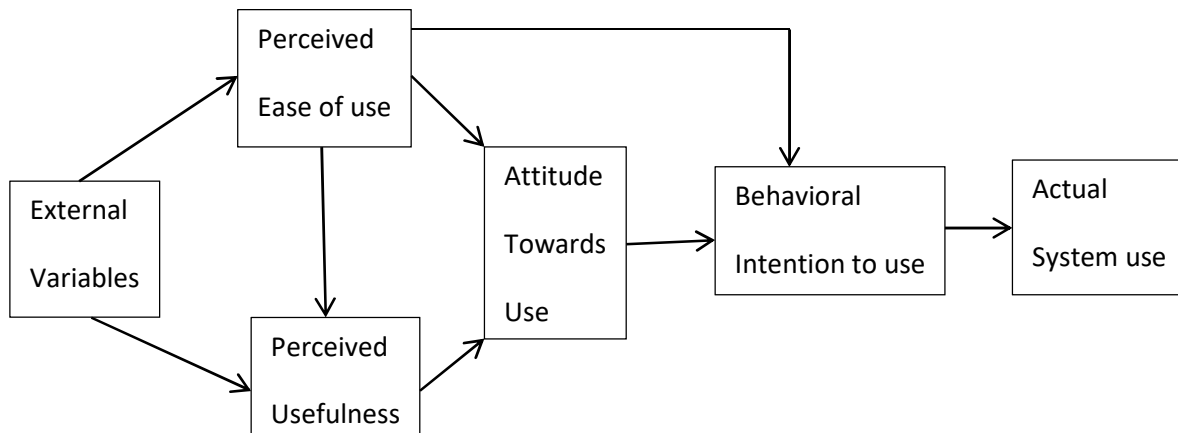 Perceived
Ease of use
External
Variables
Perceived
Usefulness
Attitude
Towards
Use
Behavioral
Intention to use
Actual
System use